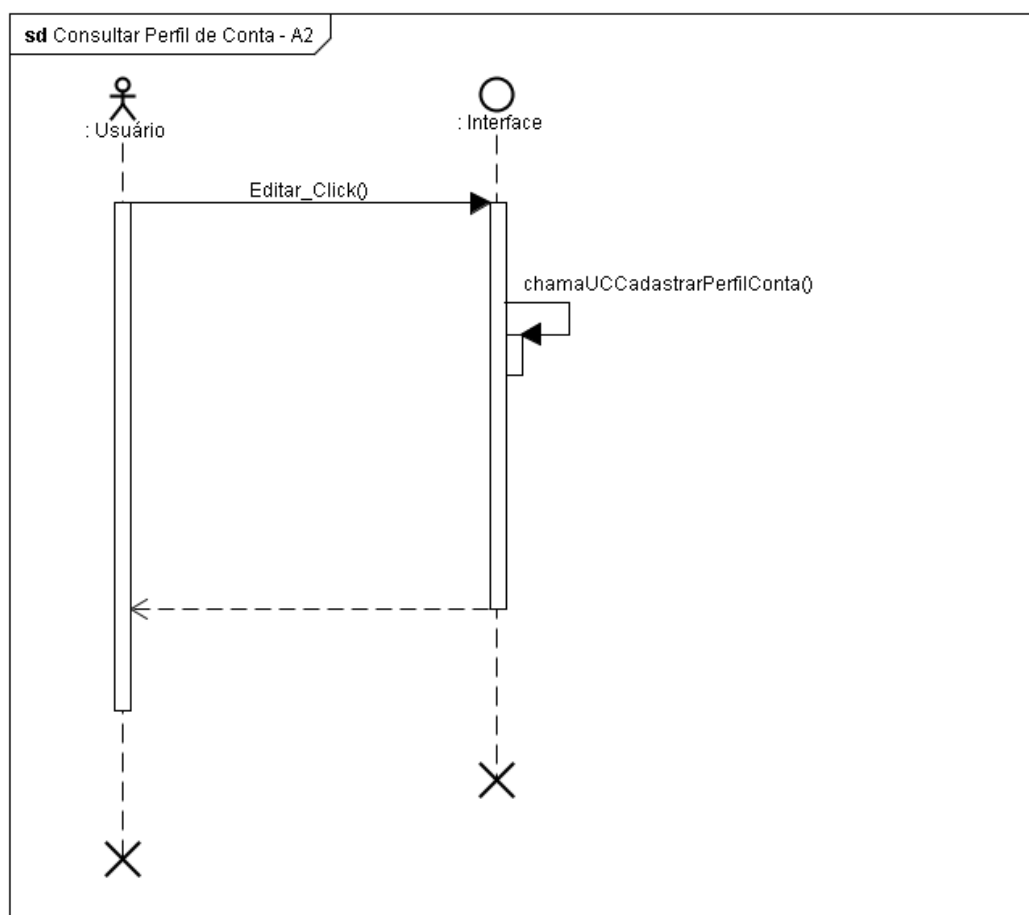 sd Consultar Perfil de Conta - A2
: Usuário
: Interface
Editar_Click()
chamaUCCadastrarPerfilConta()